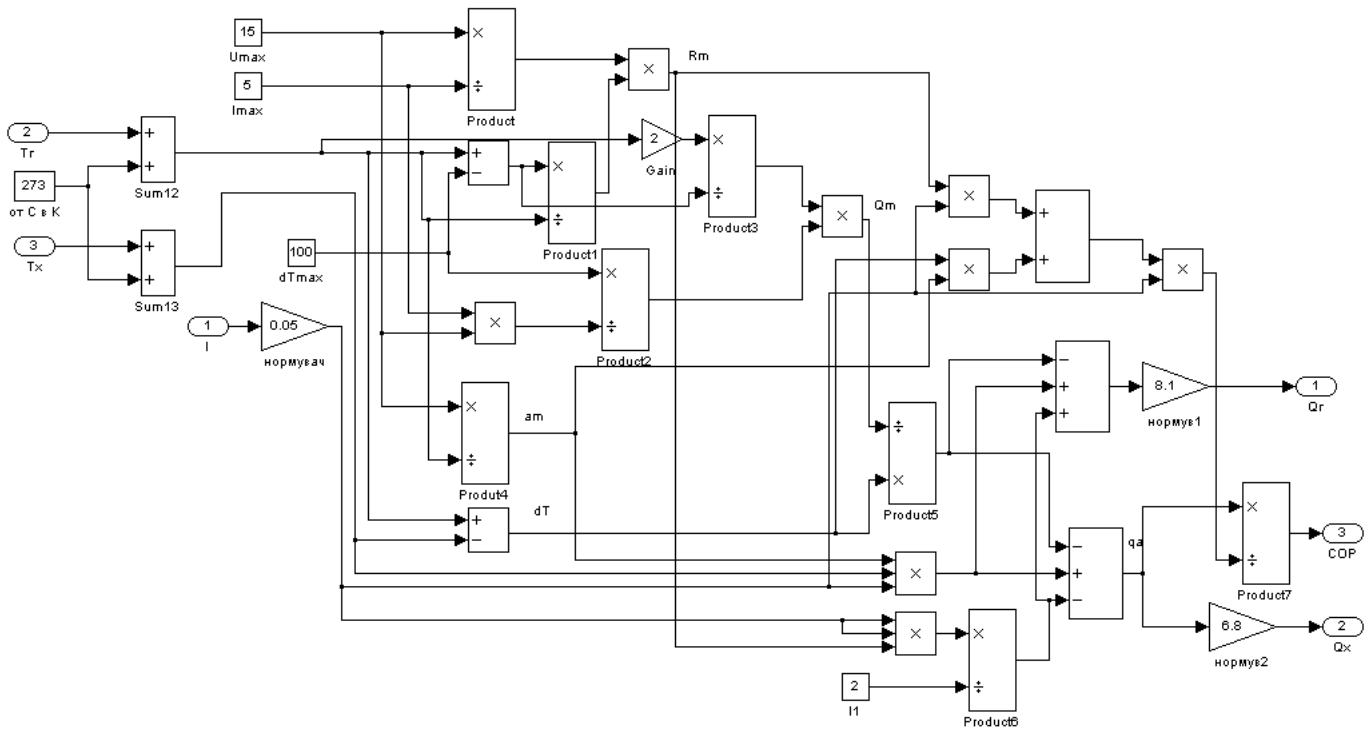 15
Umax
5
Imax
Product
Rm
2
Tr
273
от С в К
3
Tx
Sum12
Sum13
1
I
0.05
нормувач
100
dTmax
Product1
2
Gain
Product3
Product2
Qm
am
Produt4
dT
Product5
8.1
нормув1
1
Qr
qa
Product7
3
COP
6.8
нормув2
2
Qx
2
I1
Product6